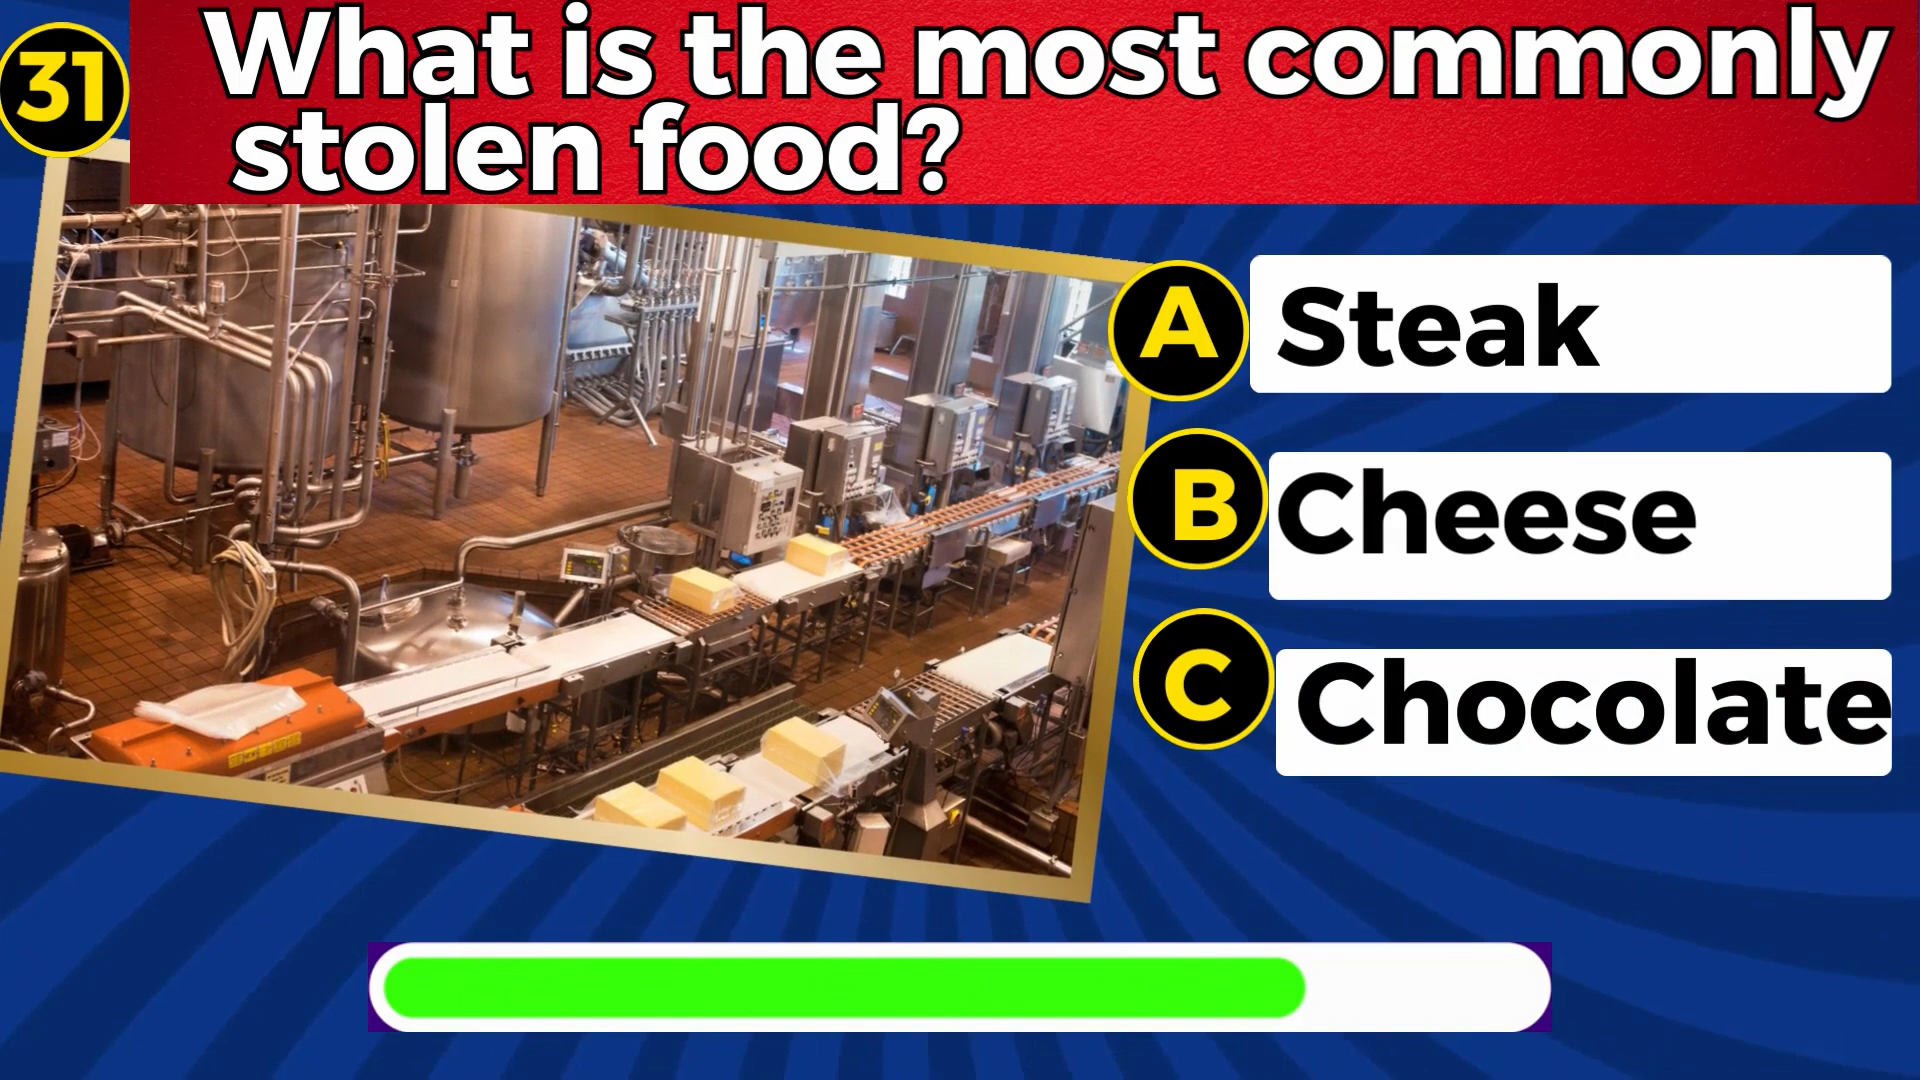 31
What is the most commonly
stolen food?
A Steak
B Cheese
C Chocolate